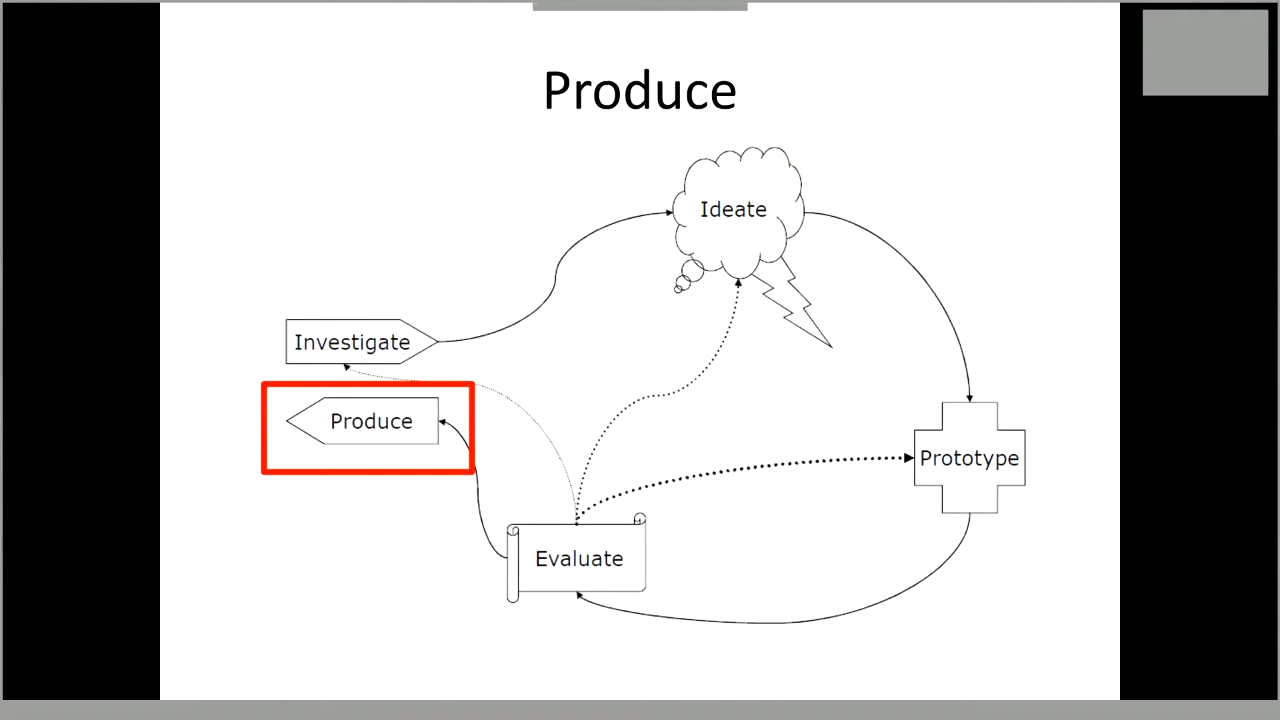 Produce
Ideate
Investigate
Produce
Prototype
Evaluate